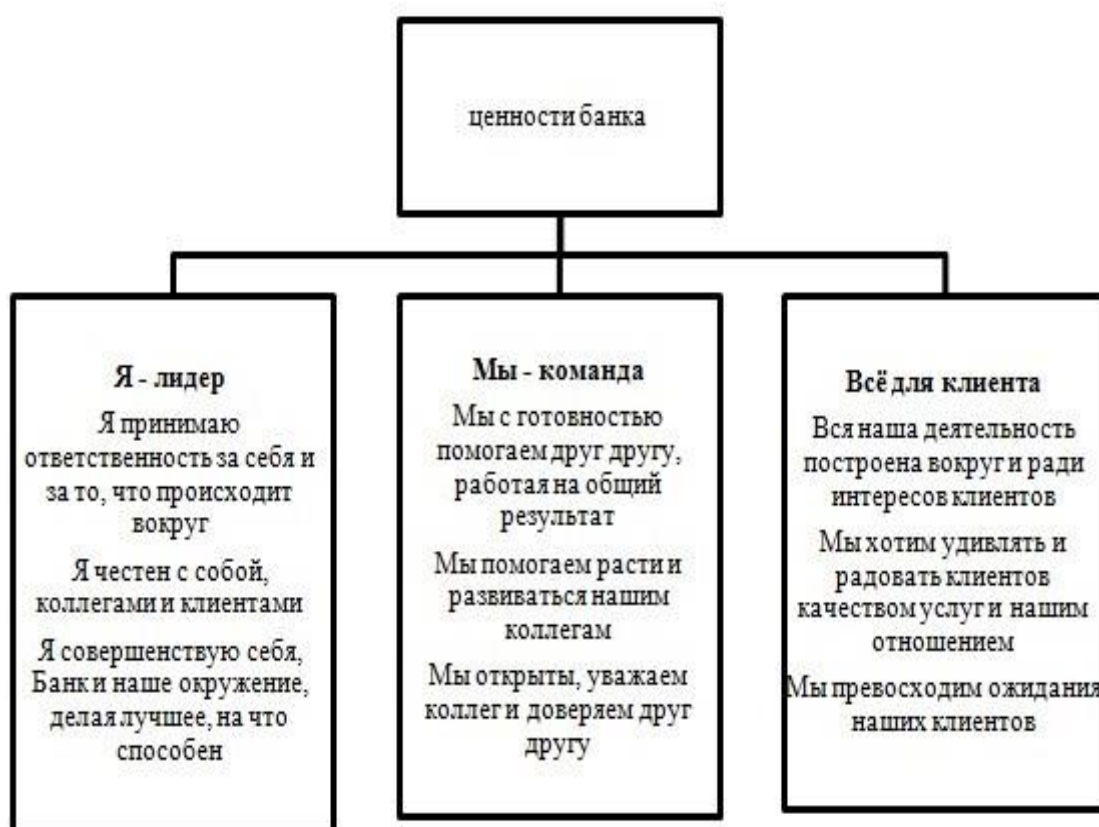 ценности банка
Я - лидер
Я принимаю
ответственность за себя и
за то, что происходит
вокруг
Я честен с собой,
коллегами и клиентами
Я совершенствую себя,
Банк и наше окружение,
делая лучшее, на что
способен
Мы - команда
Мы с готовностью
помогаем друг другу,
работая на общий
результат
Мы помогаем расти и
развиваться нашим
коллегам
Мы открыты, уважаем
коллег и доверяем друг
другу
Всё для клиента
Вся наша деятельность
построена вокруг и ради
интересов клиентов
Мы хотим удивлять и
радовать клиентов
качеством услуг и нашим
отношением
Мы превосходим ожидания
наших клиентов